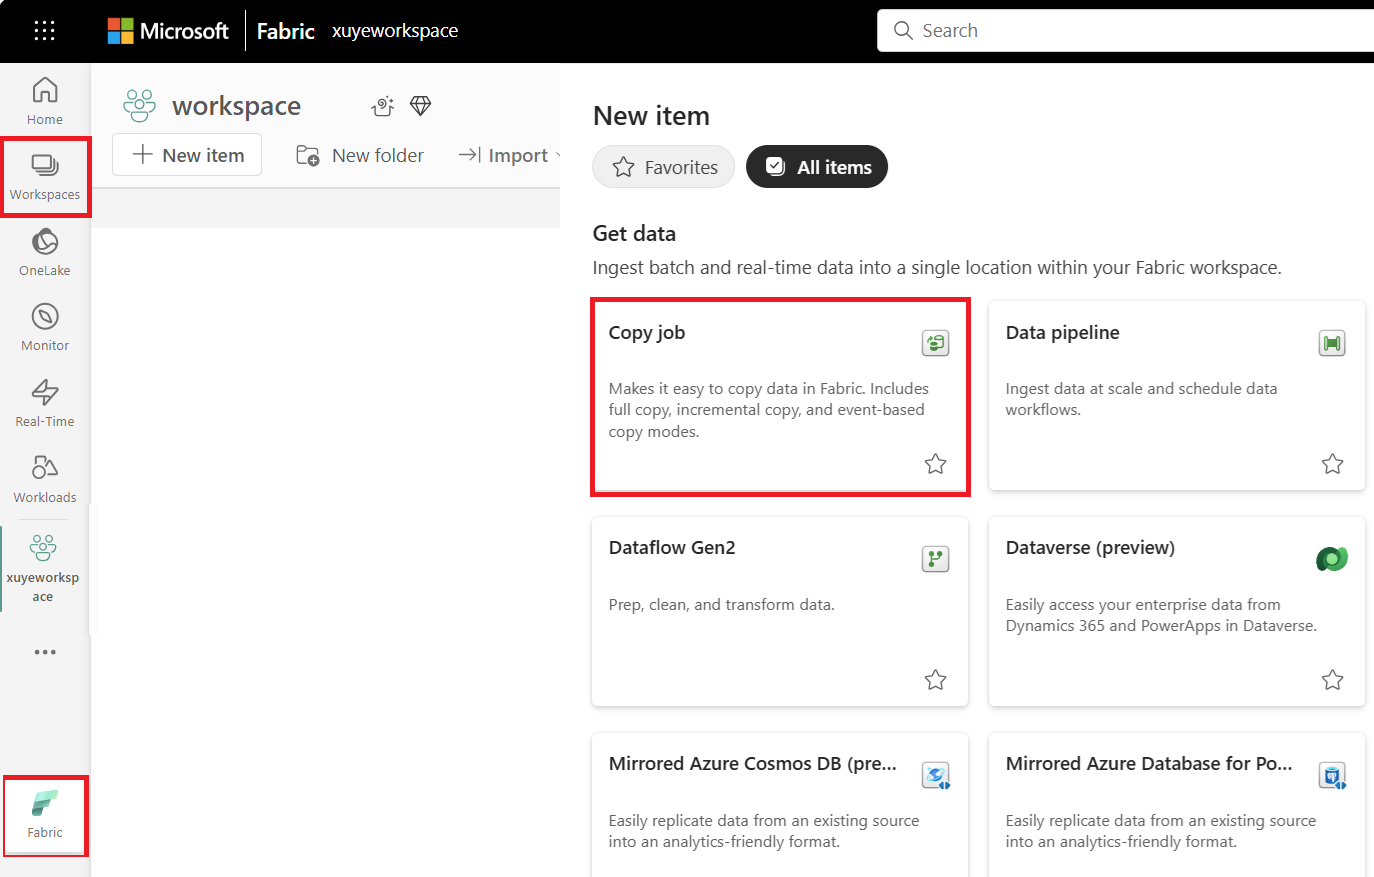 Microsoft Fabric xuyeworkspace
Search
Home
Workspaces
OneLake
Monitor
Real-Time
Workloads
xuyeworksp
ace
Fabric
workspace
New item
New folder
Import
New item
Favorites
All items
Get data
Ingest batch and real-time data into a single location within your Fabric workspace.
Copy job
Makes it easy to copy data in Fabric. Includes
full copy, incremental copy, and event-based
copy modes.
Data pipeline
Ingest data at scale and schedule data
workflows.
Dataflow Gen2
Prep, clean, and transform data.
Dataverse (preview)
Easily access your enterprise data from
Dynamics 365 and PowerApps in Dataverse.
Mirrored Azure Cosmos DB (pre...
Easily replicate data from an existing source
into an analytics-friendly format.
Mirrored Azure Database for Po...
Easily replicate data from an existing source
into an analytics-friendly format.